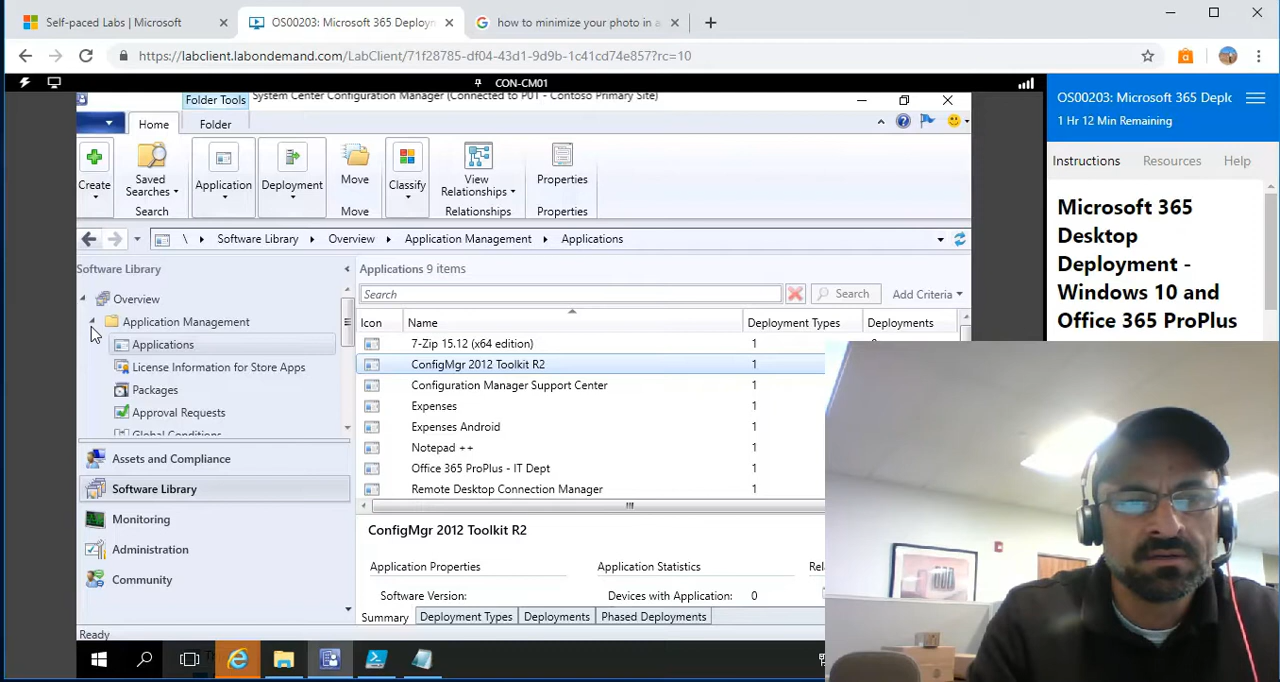 Self-paced Labs | Microsoft
OS00203: Microsoft 365 Deploym
how to minimize your photo in a
https://labclient.labondemand.com/LabClient/71f28785-df04-43d1-9d9b-1c41cd74e857?rc=10
CON-CM01
Folder Tools
System Center Configuration Manager (Connected to P01 - Contoso Primary Site)
Home
Folder
Create
Saved
Searches
Application
Deployment
Move
Classify
View
Relationships
Properties
Search
Move
Relationships
Properties
\ Software Library Overview Application Management Applications
Software Library
Overview
Application Management
Applications
License Information for Store Apps
Packages
Approval Requests
Global Conditions
Assets and Compliance
Software Library
Monitoring
Administration
Community
Applications 9 items
Search
Search
Add Criteria
Icon Name Deployment Types Deployments
7-Zip 15.12 (x64 edition) 1
ConfigMgr 2012 Toolkit R2 1
Configuration Manager Support Center 1
Expenses 1
Expenses Android 1
Notepad ++ 1
Office 365 ProPlus - IT Dept 1
Remote Desktop Connection Manager 1
ConfigMgr 2012 Toolkit R2
Application Properties
Application Statistics
Software Version:
Devices with Application: 0
Summary Deployment Types Deployments Phased Deployments
Ready
OS00203: Microsoft 365 Deplc
1 Hr 12 Min Remaining
Instructions Resources Help
Microsoft 365
Desktop
Deployment -
Windows 10 and
Office 365 ProPlus